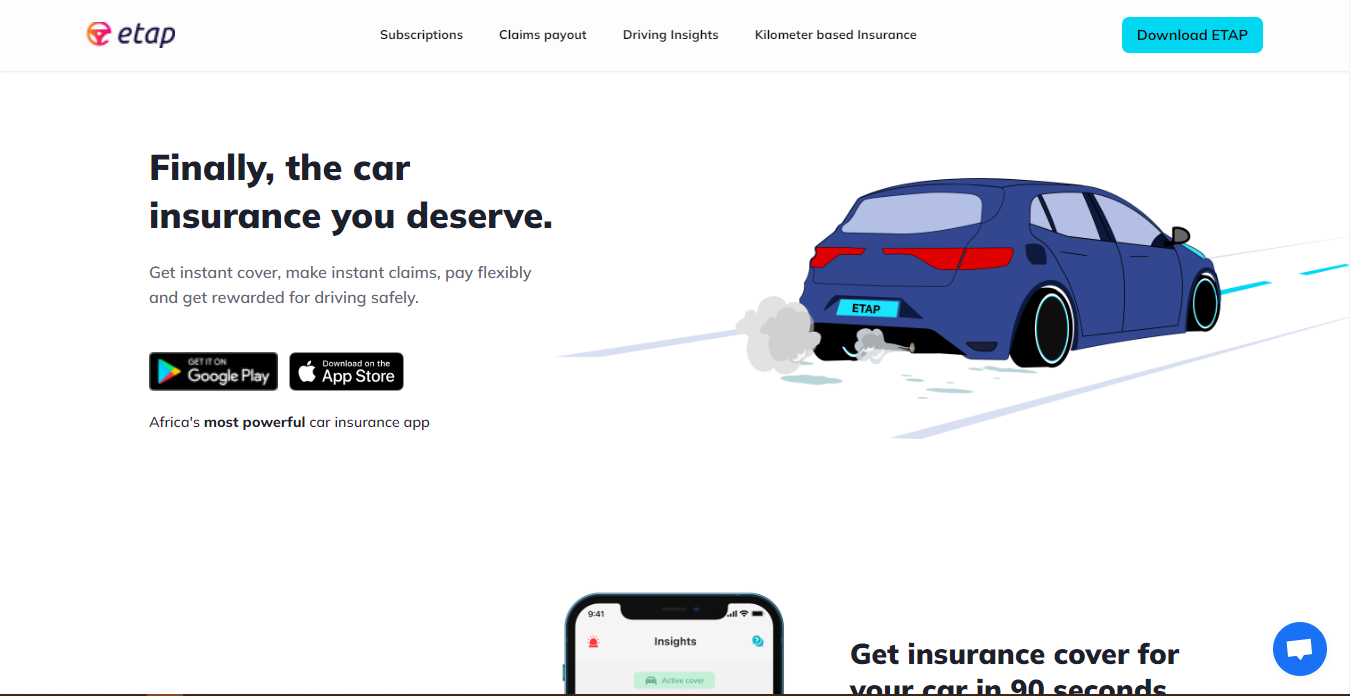 etap
Subscriptions
Claims payout
Driving Insights
Kilometer based Insurance
Download ETAP
Finally, the car
insurance you deserve.
Get instant cover, make instant claims, pay flexibly
and get rewarded for driving safely.
ETAP
GET IT ON
Google Play
Download on the
App Store
Africa's most powerful car insurance app
9:41
Insights
Active cover
Get insurance cover for
your car in 90 seconds